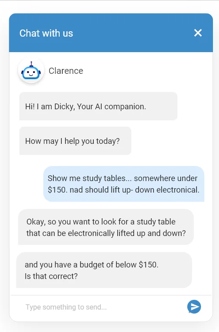 Chat with us
Clarence
Hi! I am Dicky, Your AI companion.
How may I help you today?
Show me study tables... somewhere under
$150. nad should lift up- down electronical.
Okay, so you want to look for a study table
that can be electronically lifted up and down?
and you have a budget of below $150.
Is that correct?
Type something to send...